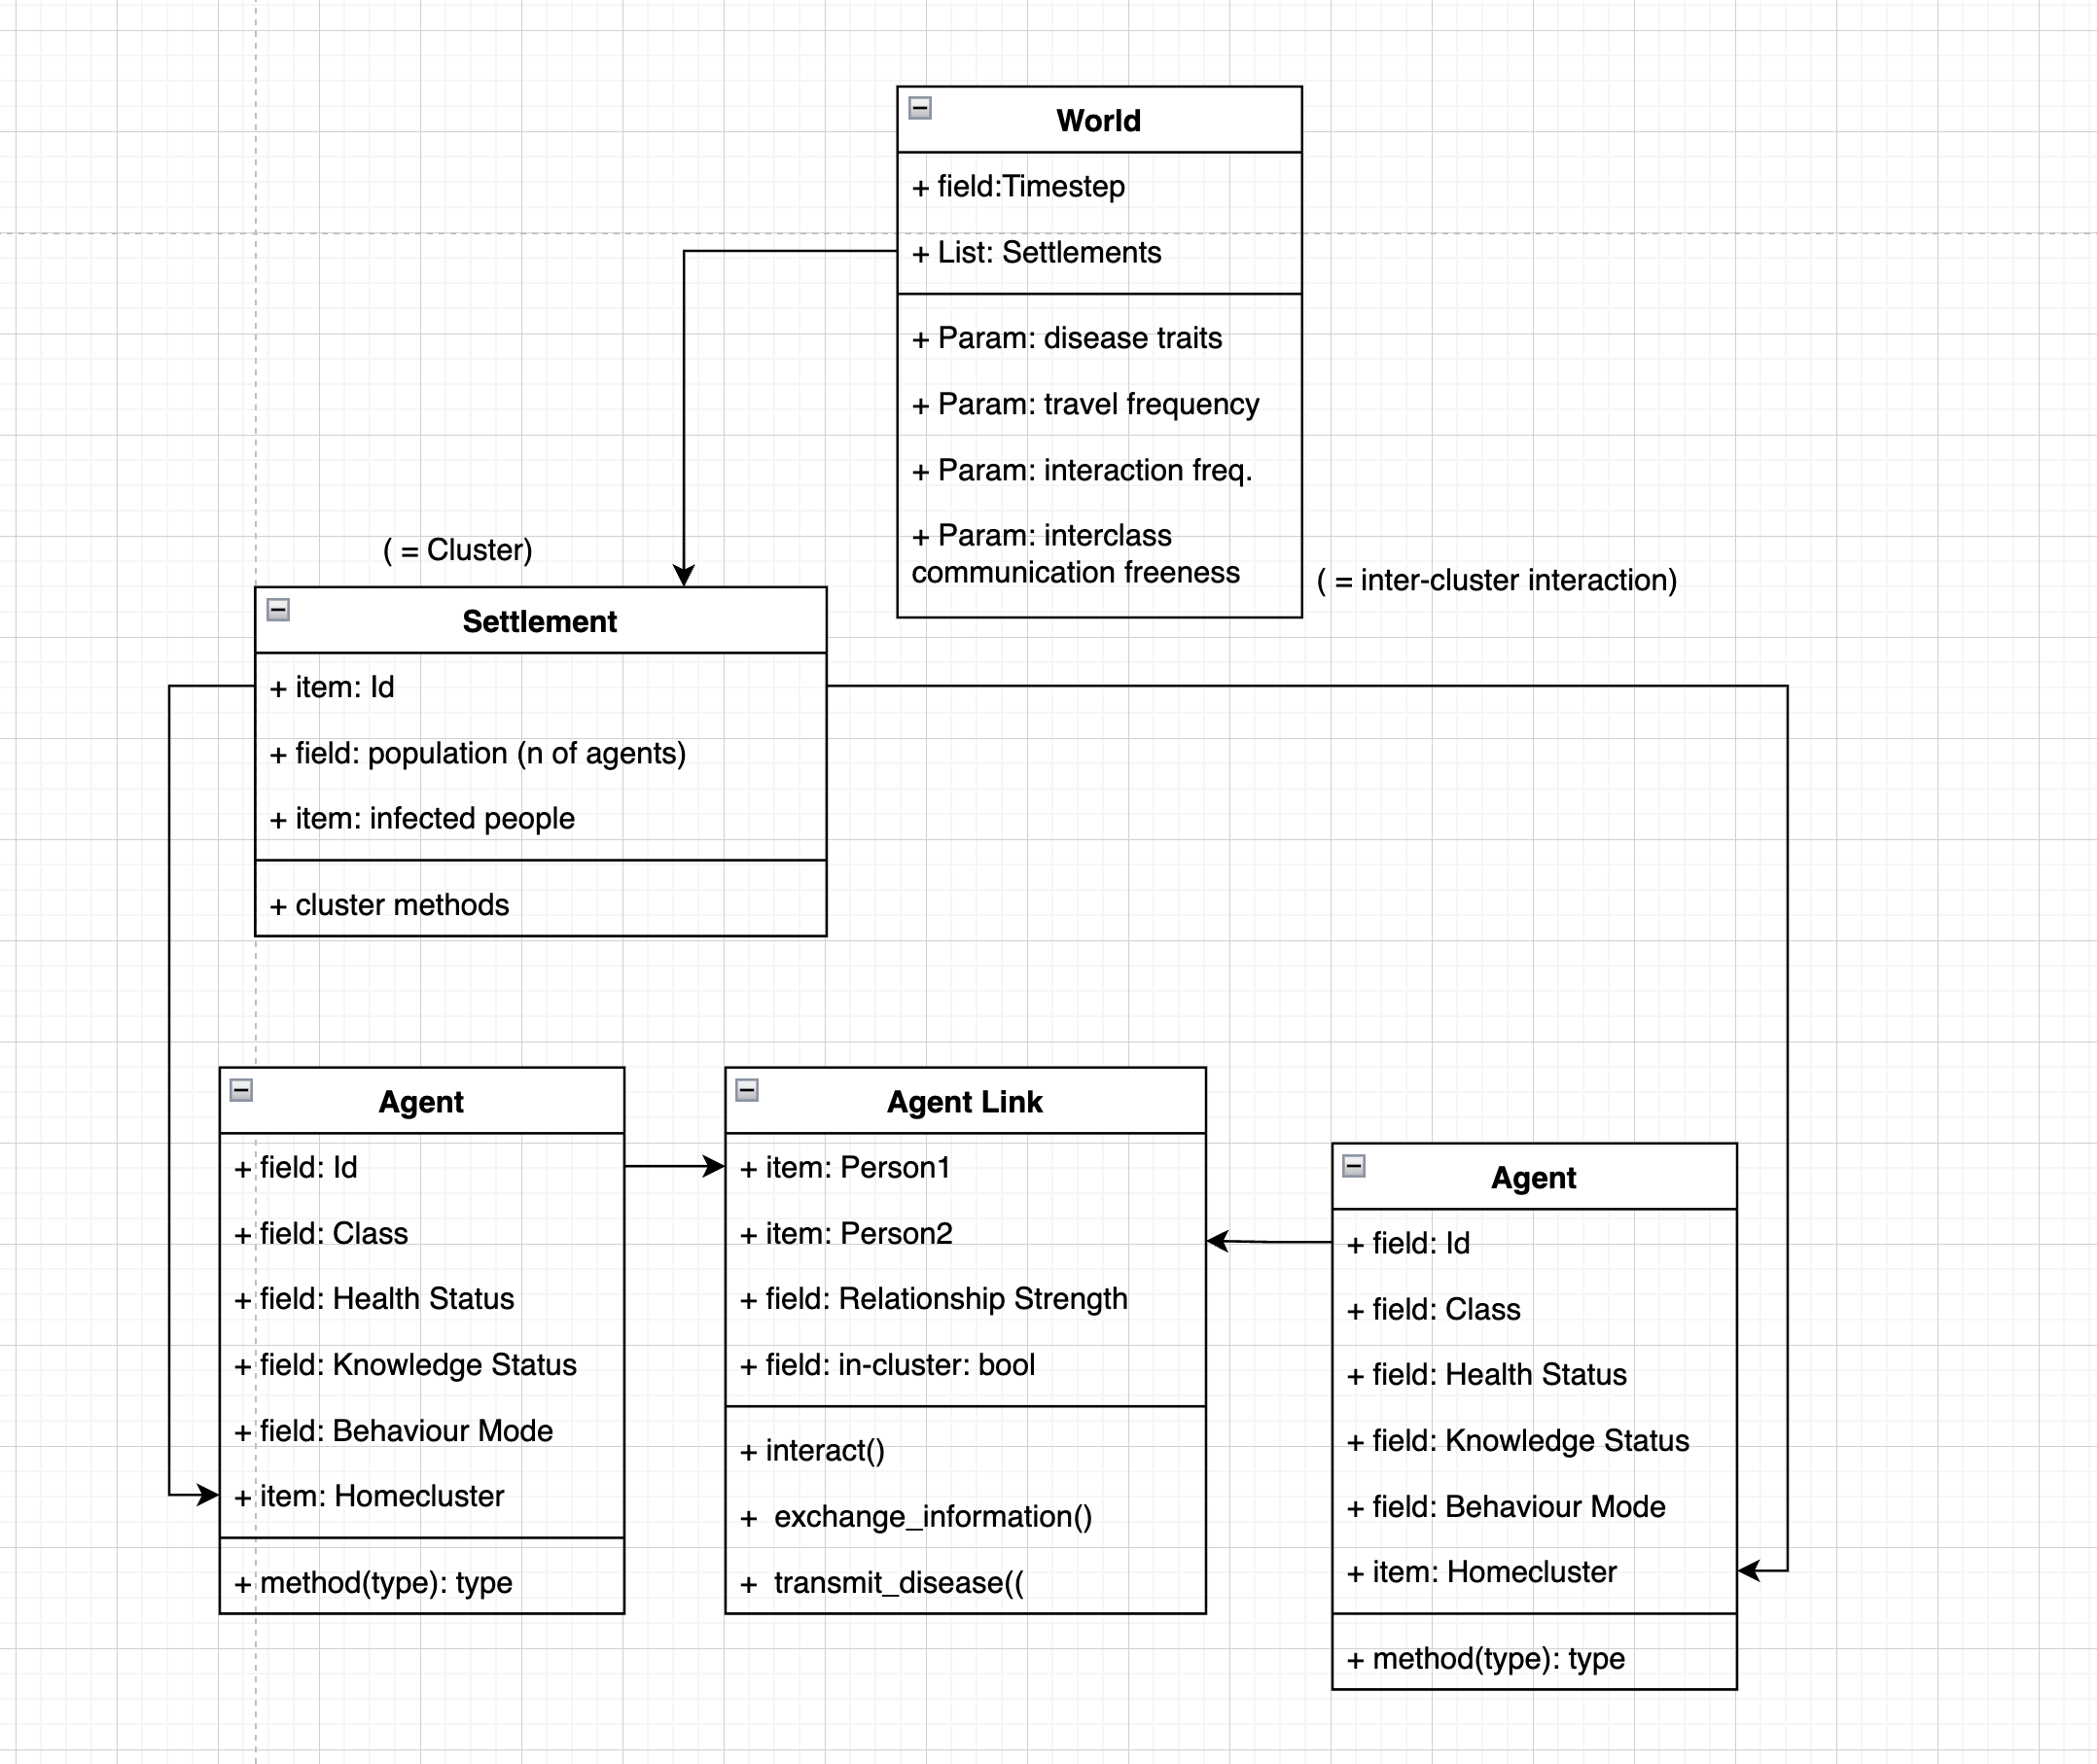 World
+ field:Timestep
+ List: Settlements
+ Param: disease traits
+ Param: travel frequency
+ Param: interaction freq.
+ Param: interclass
communication freeness
( = inter-cluster interaction)
( = Cluster)
Settlement
+ item: Id
+ field: population (n of agents)
+ item: infected people
+ cluster methods
Agent
+ field: Id
+ field: Class
+ field: Health Status
+ field: Knowledge Status
+ field: Behaviour Mode
+ item: Homecluster
+ method(type): type
Agent Link
+ item: Person1
+ item: Person2
+ field: Relationship Strength
+ field: in-cluster: bool
+ interact()
+  exchange_information()
+  transmit_disease((
Agent
+ field: Id
+ field: Class
+ field: Health Status
+ field: Knowledge Status
+ field: Behaviour Mode
+ item: Homecluster
+ method(type): type